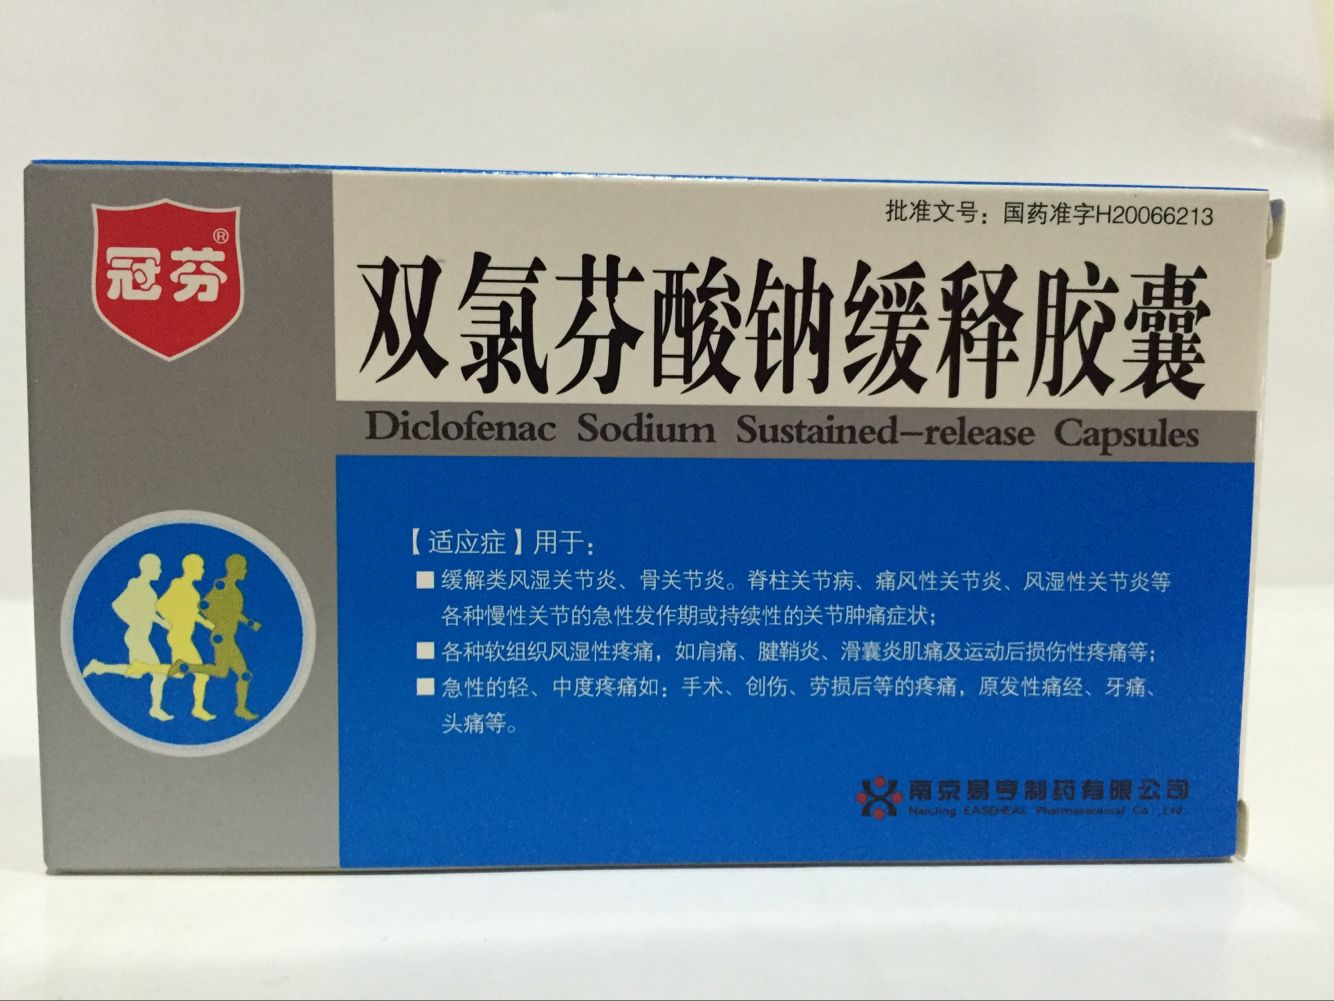 冠芬®
批准文号：国药准字H20066213
双氯芬酸钠缓释胶囊
Diclofenac Sodium Sustained-release Capsules
【适应症】用于：
■ 缓解类风湿关节炎、骨关节炎。脊柱关节病、痛风性关节炎、风湿性关节炎等
各种慢性关节的急性发作期或持续性的关节肿痛症状；
■ 各种软组织风湿性疼痛，如肩痛、腱鞘炎、滑囊炎肌痛及运动后损伤性疼痛等；
■ 急性的轻、中度疼痛如：手术、创伤、劳损后等的疼痛，原发性痛经、牙痛、
头痛等。
南京易亨制药有限公司
NanJing EASEHEAL Pharmaseutinal Co Ltd.